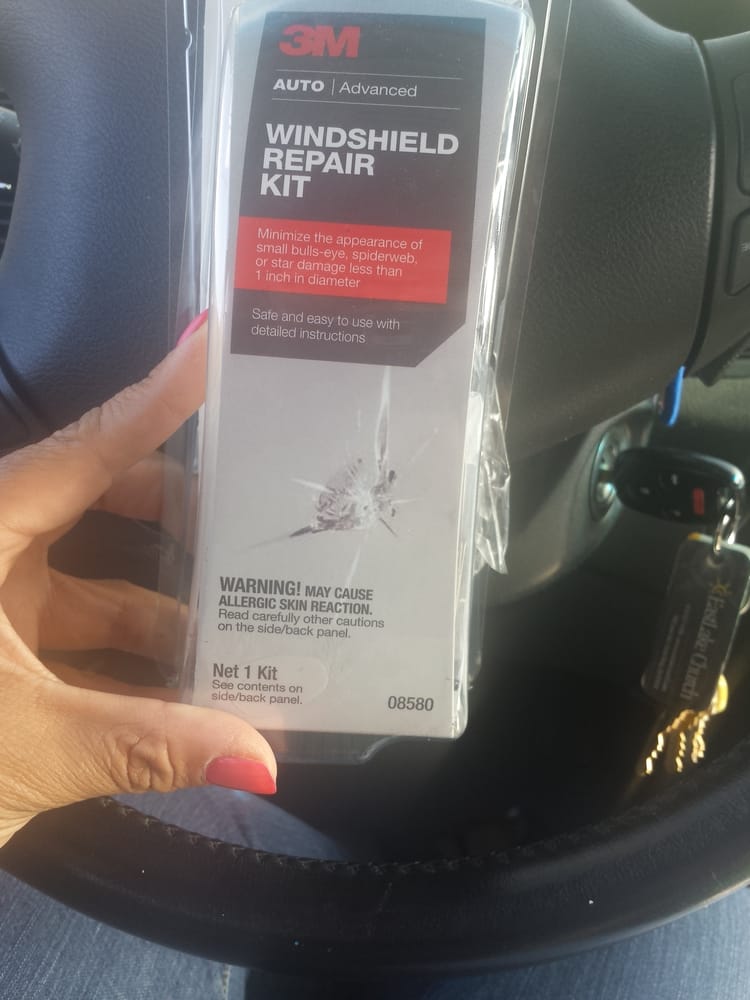 3M
AUTO | Advanced
WINDSHIELD
REPAIR
KIT
Minimize the appearance of
small bulls-eye, spiderweb,
or star damage less than
1 inch in diameter
Safe and easy to use with
detailed instructions
WARNING! MAY CAUSE
ALLERGIC SKIN REACTION.
Read carefully other cautions
on the side/back panel.
Net 1 Kit
See contents on
side/back panel.
08580
Eastlake Church